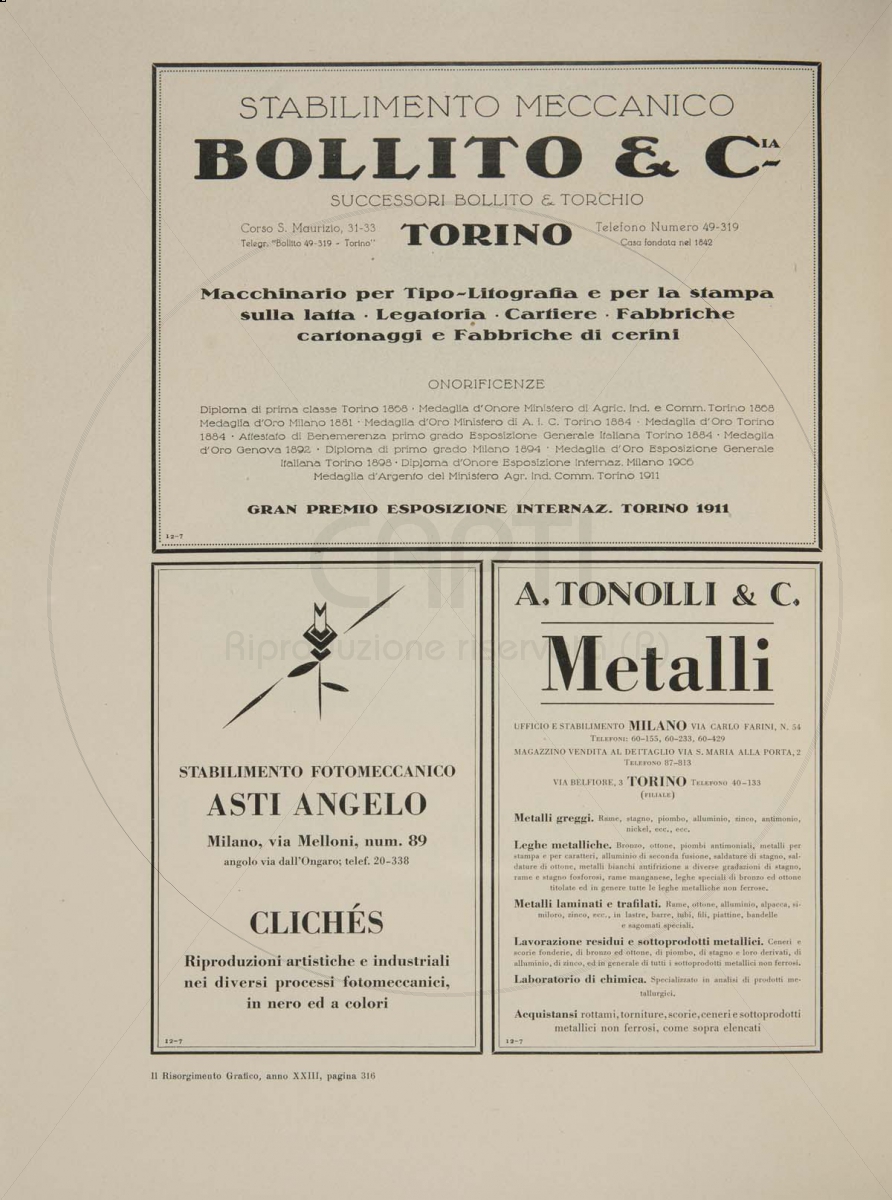 STABILIMENTO MECCANICO
BOLLITO & C.IA
SUCCESSORI BOLLITO & TORCHIO
Corso S. Maurizio, 31-33
Telegr. "Bollito 49-319 - Torino"
TORINO
Telefono Numero 49-319
Casa fondata nel 1842
Macchinario per Tipo-Litografia e per la stampa
sulla latta · Legatoria · Cartiere · Fabbriche
cartonaggi e Fabbriche di cerini
ONORIFICENZE
Diploma di prima classe Torino 1868 · Medaglia d'Onore Ministero di Agric. Ind. e Comm. Torino 1868
Medaglia d'Oro Milano 1881 · Medaglia d'Oro Ministero di A. I. C. Torino 1884 · Medaglia d'Oro Torino
1884 · Attestato di Benemerenza primo grado Esposizione Generale Italiana Torino 1884 · Medaglia
d'Oro Genova 1892 · Diploma di primo grado Milano 1894 · Medaglia d'Oro Esposizione Generale
Italiana Torino 1898 · Diploma d'Onore Esposizione Internaz. Milano 1906
Medaglia d'Argento del Ministero Agr. Ind. Comm. Torino 1911
GRAN PREMIO ESPOSIZIONE INTERNAZ. TORINO 1911
12-7
CARTI
Riproduzione riservata (R)
STABILIMENTO FOTOMECCANICO
ASTI ANGELO
Milano, via Melloni, num. 89
angolo via dall'Ongaro; telef. 20-338
CLICHÉS
Riproduzioni artistiche e industriali
nei diversi processi fotomeccanici,
in nero ed a colori
12-7
A. TONOLLI & C.
Metalli
UFFICIO E STABILIMENTO MILANO VIA CARLO FARINI, N. 54
TELEFONI: 60-155, 60-233, 60-429
MAGAZZINO VENDITA AL DETTAGLIO VIA S. MARIA ALLA PORTA, 2
TELEFONO 87-813
VIA BELFIORE, 3 TORINO TELEFONO 40-133
(FILIALE)
Metalli greggi. Rame, stagno, piombo, alluminio, zinco, antimonio,
nickel, ecc., ecc.
Leghe metalliche. Bronzo, ottone, piombi antimoniali, metalli per
stampa e per caratteri, alluminio di seconda fusione, saldature di stagno, sal-
dature di ottone, metalli bianchi antifrizione a diverse gradazioni di stagno,
rame e stagno fosforosi, rame manganese, leghe speciali di bronzo ed ottone
titolate ed in genere tutte le leghe metalliche non ferrose.
Metalli laminati e trafilati. Rame, ottone, alluminio, alpacca, si-
miloro, zinco, ecc., in lastre, barre, tubi, fili, piattine, bandelle
e sagomati speciali.
Lavorazione residui e sottoprodotti metallici. Ceneri e
scorie fonderie, di bronzo ed ottone, di piombo, di stagno e loro derivati, di
alluminio, di zinco, ed in generale di tutti i sottoprodotti metallici non ferrosi.
Laboratorio di chimica. Specializzato in analisi di prodotti me-
tallurgici.
Acquistansi rottami, torniture, scorie, ceneri e sottoprodotti
metallici non ferrosi, come sopra elencati
12-7
Il Risorgimento Grafico, anno XXIII, pagina 316